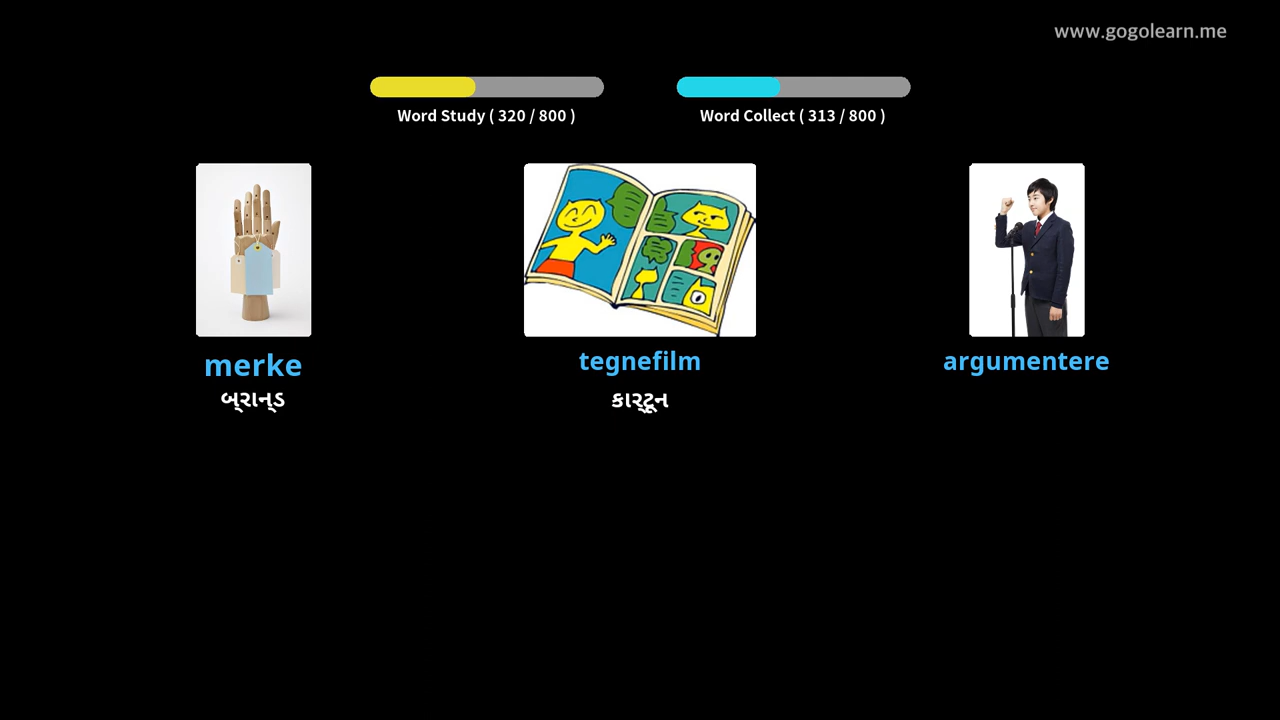 www.gogolearn.me
Word Study ( 320 / 800 )
Word Collect ( 313 / 800 )
merke
tegnefilm
argumentere
બ્રાન્ડ
કાર્ટૂન